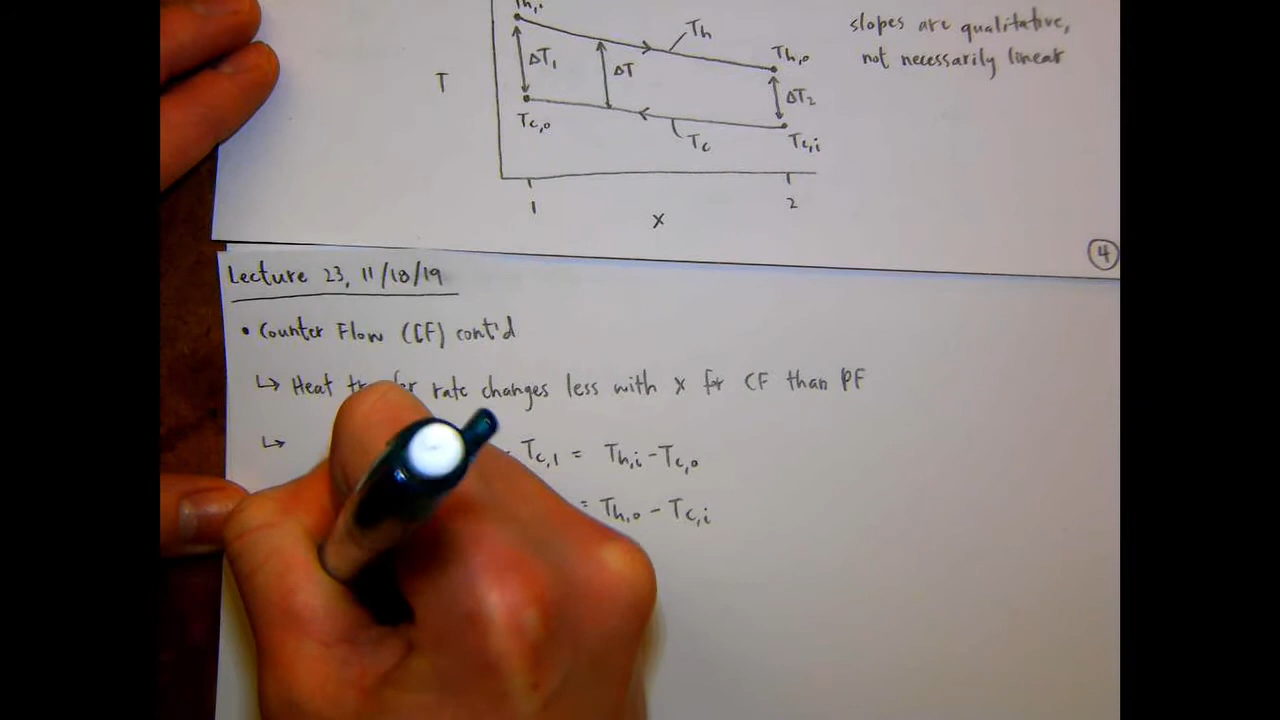 Th,i
Th
slopes are qualitative,
not necessarily linear
Th,o
T
ΔT1
ΔT
ΔT2
Tc,o
Tc
Tc,i
1
x
2
4
Lecture 23, 11/18/19
• Counter Flow (CF) cont'd
↳ Heat rate changes less with x for CF than PF
↳ - Tc,1 = Th,i - Tc,o
= Th,o - Tc,i